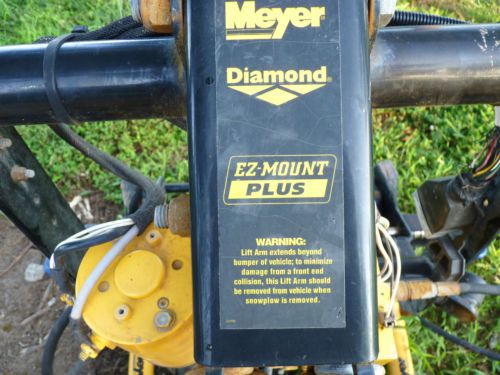 Meyer
Diamond®
EZ-MOUNT
PLUS
WARNING:
Lift Arm extends beyond
bumper of vehicle; to minimize
damage from a front end
collision, this Lift Arm should
be removed from vehicle when
snowplow is removed.